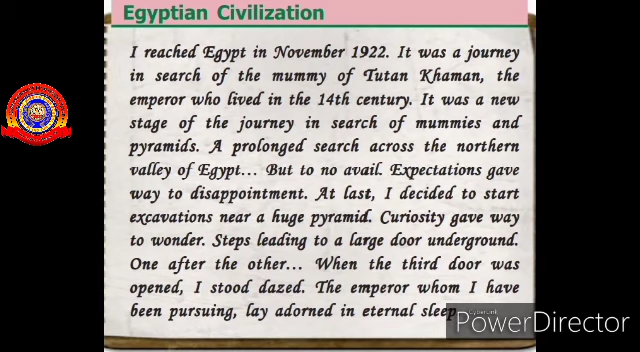 Egyptian Civilization
I reached Egypt in November 1922. It was a journey
in search of the mummy of Tutan Khaman, the
emperor who lived in the 14th century. It was a new
stage of the journey in search of mummies and
pyramids. A prolonged search across the northern
valley of Egypt... But to no avail. Expectations gave
way to disappointment. At last, I decided to start
excavations near a huge pyramid. Curiosity gave way
to wonder. Steps leading to a large door underground.
One after the other... When the third door was
opened, I stood dazed. The emperor whom I have
been pursuing, lay adorned in eternal sleep
CyberLink
PowerDirector